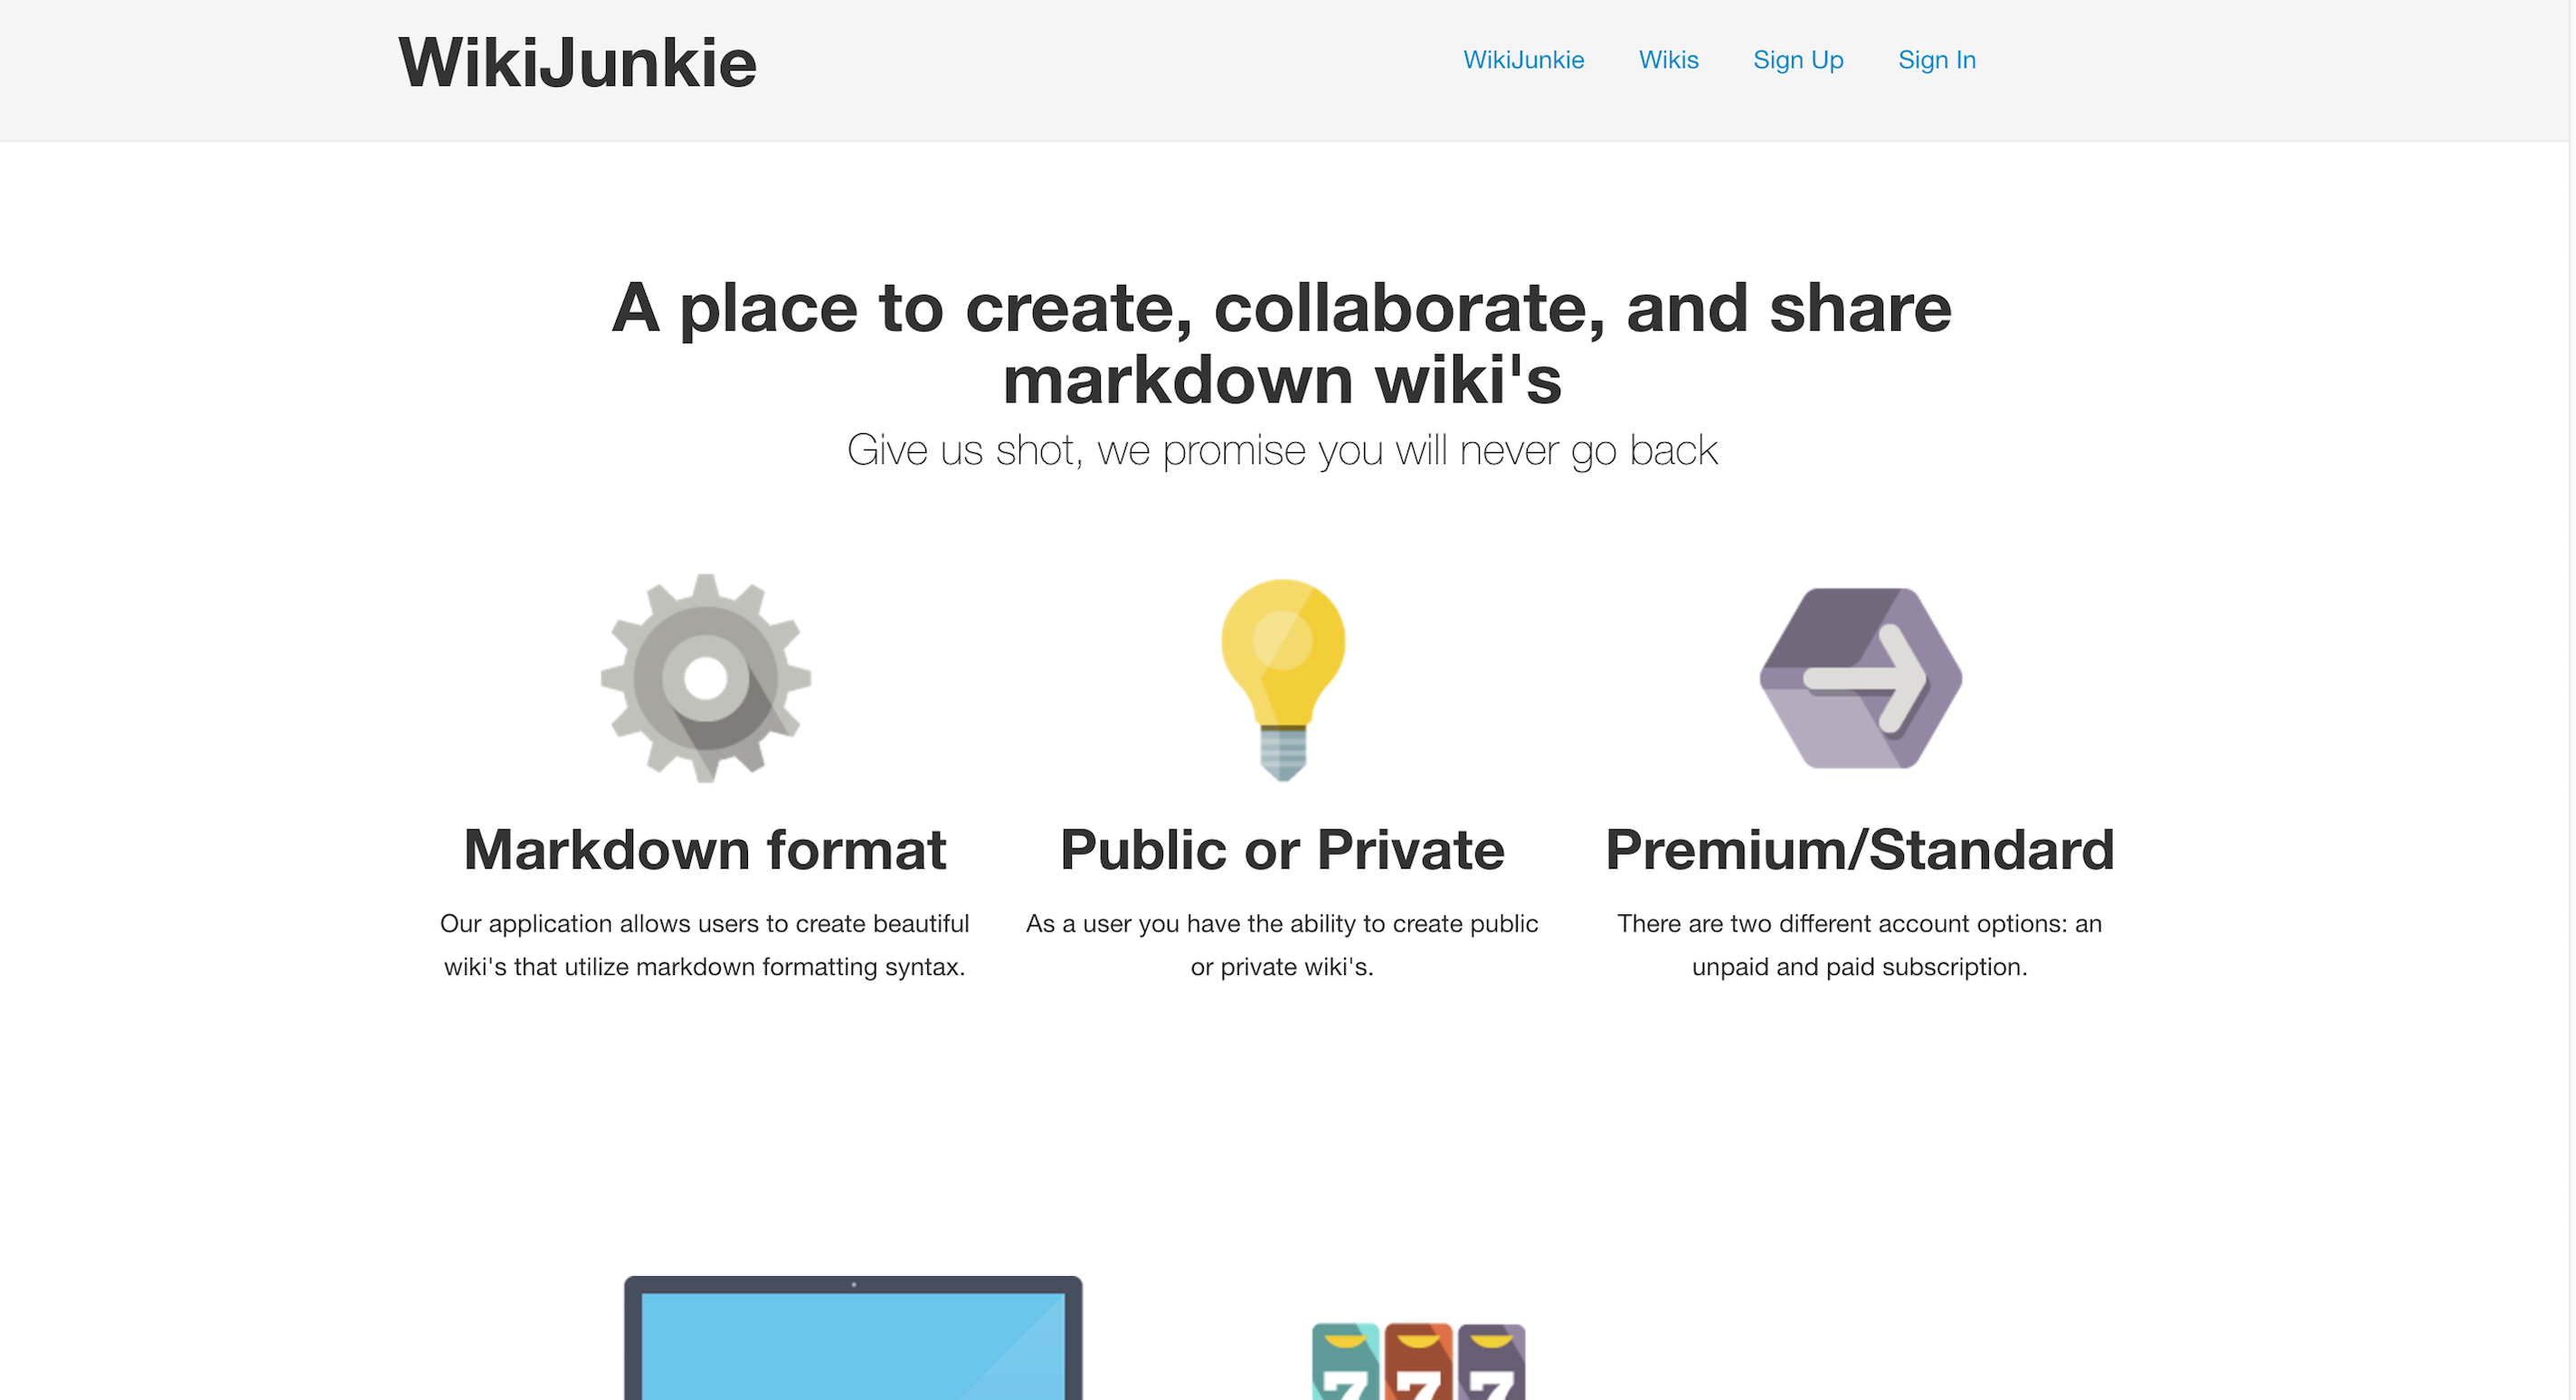 WikiJunkie
WikiJunkie Wikis Sign Up Sign In
A place to create, collaborate, and share
markdown wiki's
Give us shot, we promise you will never go back
Markdown format
Our application allows users to create beautiful
wiki's that utilize markdown formatting syntax.
Public or Private
As a user you have the ability to create public
or private wiki's.
Premium/Standard
There are two different account options: an
unpaid and paid subscription.
7 7 7